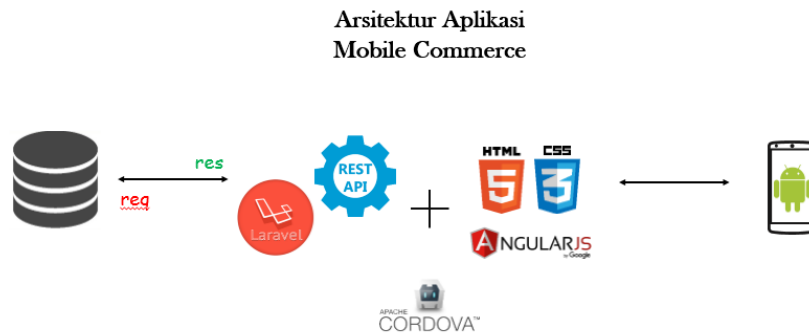 Arsitektur Aplikasi
Mobile Commerce
res
req
REST
API
Laravel
HTML
5
CSS
3
ANGULARJS
by Google
APACHE
CORDOVA™